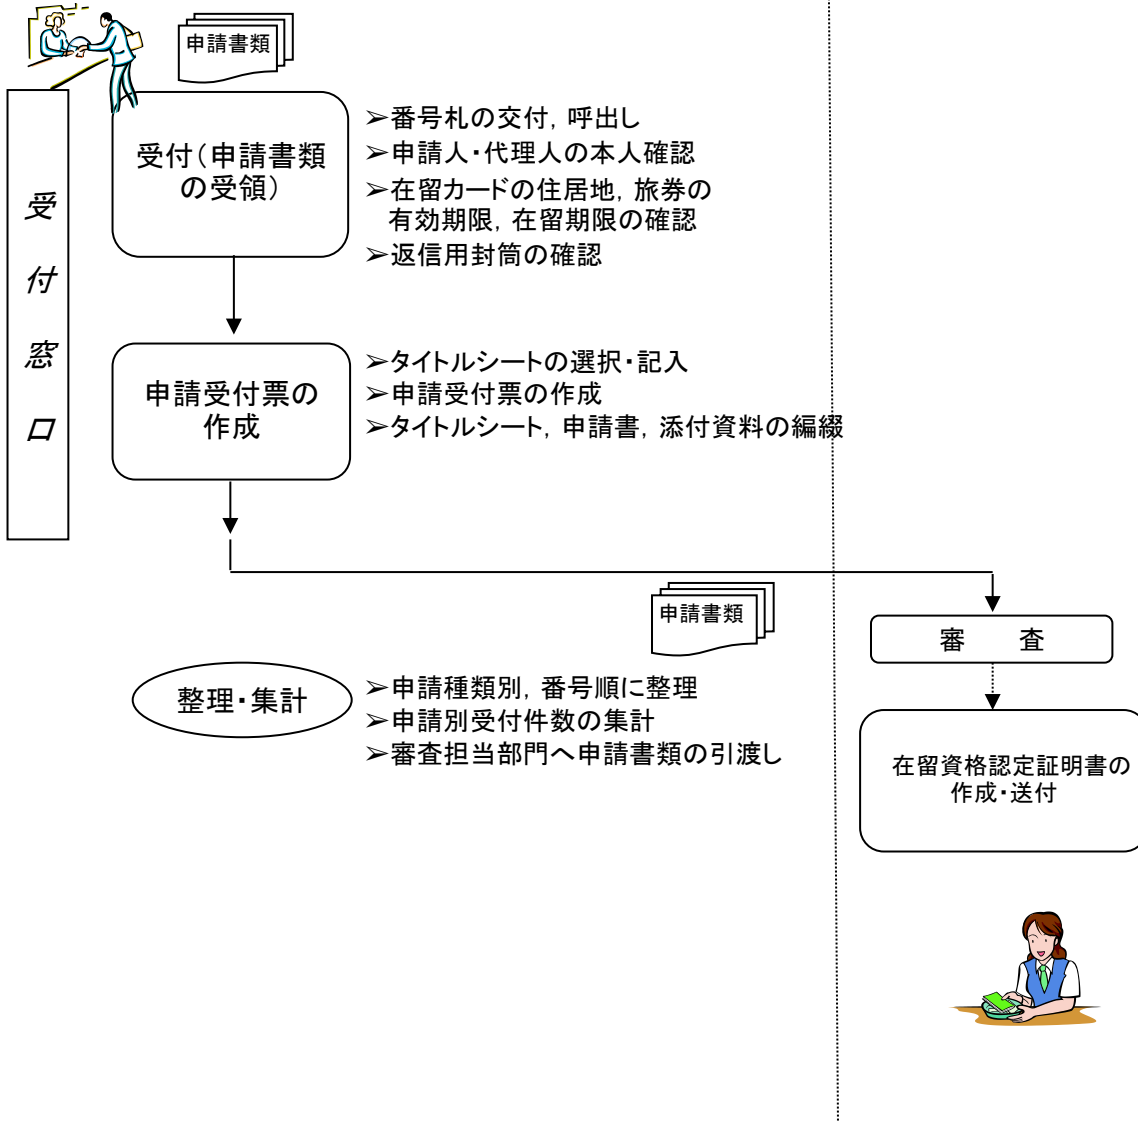 申請書類
受付窓口
受付（申請書類
の受領）
➢番号札の交付，呼出し
➢申請人・代理人の本人確認
➢在留カードの住居地，旅券の
有効期限，在留期限の確認
➢返信用封筒の確認
申請受付票の
作成
➢タイトルシートの選択・記入
➢申請受付票の作成
➢タイトルシート，申請書，添付資料の編綴
申請書類
審　査
整理・集計
➢申請種類別，番号順に整理
➢申請別受付件数の集計
➢審査担当部門へ申請書類の引渡し
在留資格認定証明書の
作成・送付